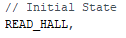 // Initial State
READ_HALL,